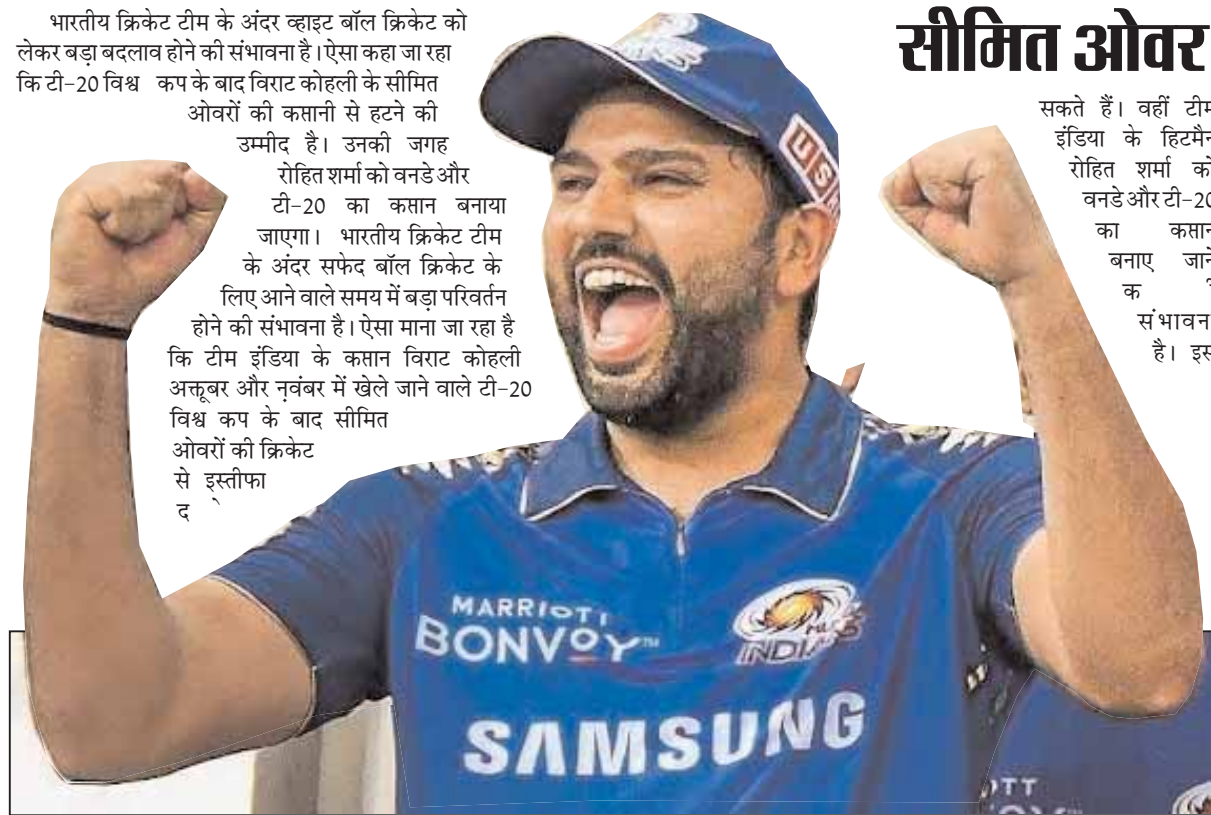 सीमित ओवर
भारतीय क्रिकेट टीम के अंदर व्हाइट बॉल क्रिकेट को
लेकर बड़ा बदलाव होने की संभावना है। ऐसा कहा जा रहा
कि टी-20 विश्व कप के बाद विराट कोहली के सीमित
ओवरों की कप्तानी से हटने की
उम्मीद है। उनकी जगह
रोहित शर्मा को वनडे और
टी-20 का कप्तान बनाया
जाएगा। भारतीय क्रिकेट टीम
के अंदर सफेद बॉल क्रिकेट के
लिए आने वाले समय में बड़ा परिवर्तन
होने की संभावना है। ऐसा माना जा रहा है
कि टीम इंडिया के कप्तान विराट कोहली
अक्तूबर और नवंबर में खेले जाने वाले टी-20
विश्व कप के बाद सीमित
ओवरों की क्रिकेट
से इस्तीफा
दे
सकते हैं। वहीं टीम
इंडिया के हिटमैन
रोहित शर्मा को
वनडे और टी-20
का कप्तान
बनाए जाने
की
संभावना
है। इस
MARRIOTT
BONVOY™
INDIANS
SAMSUNG